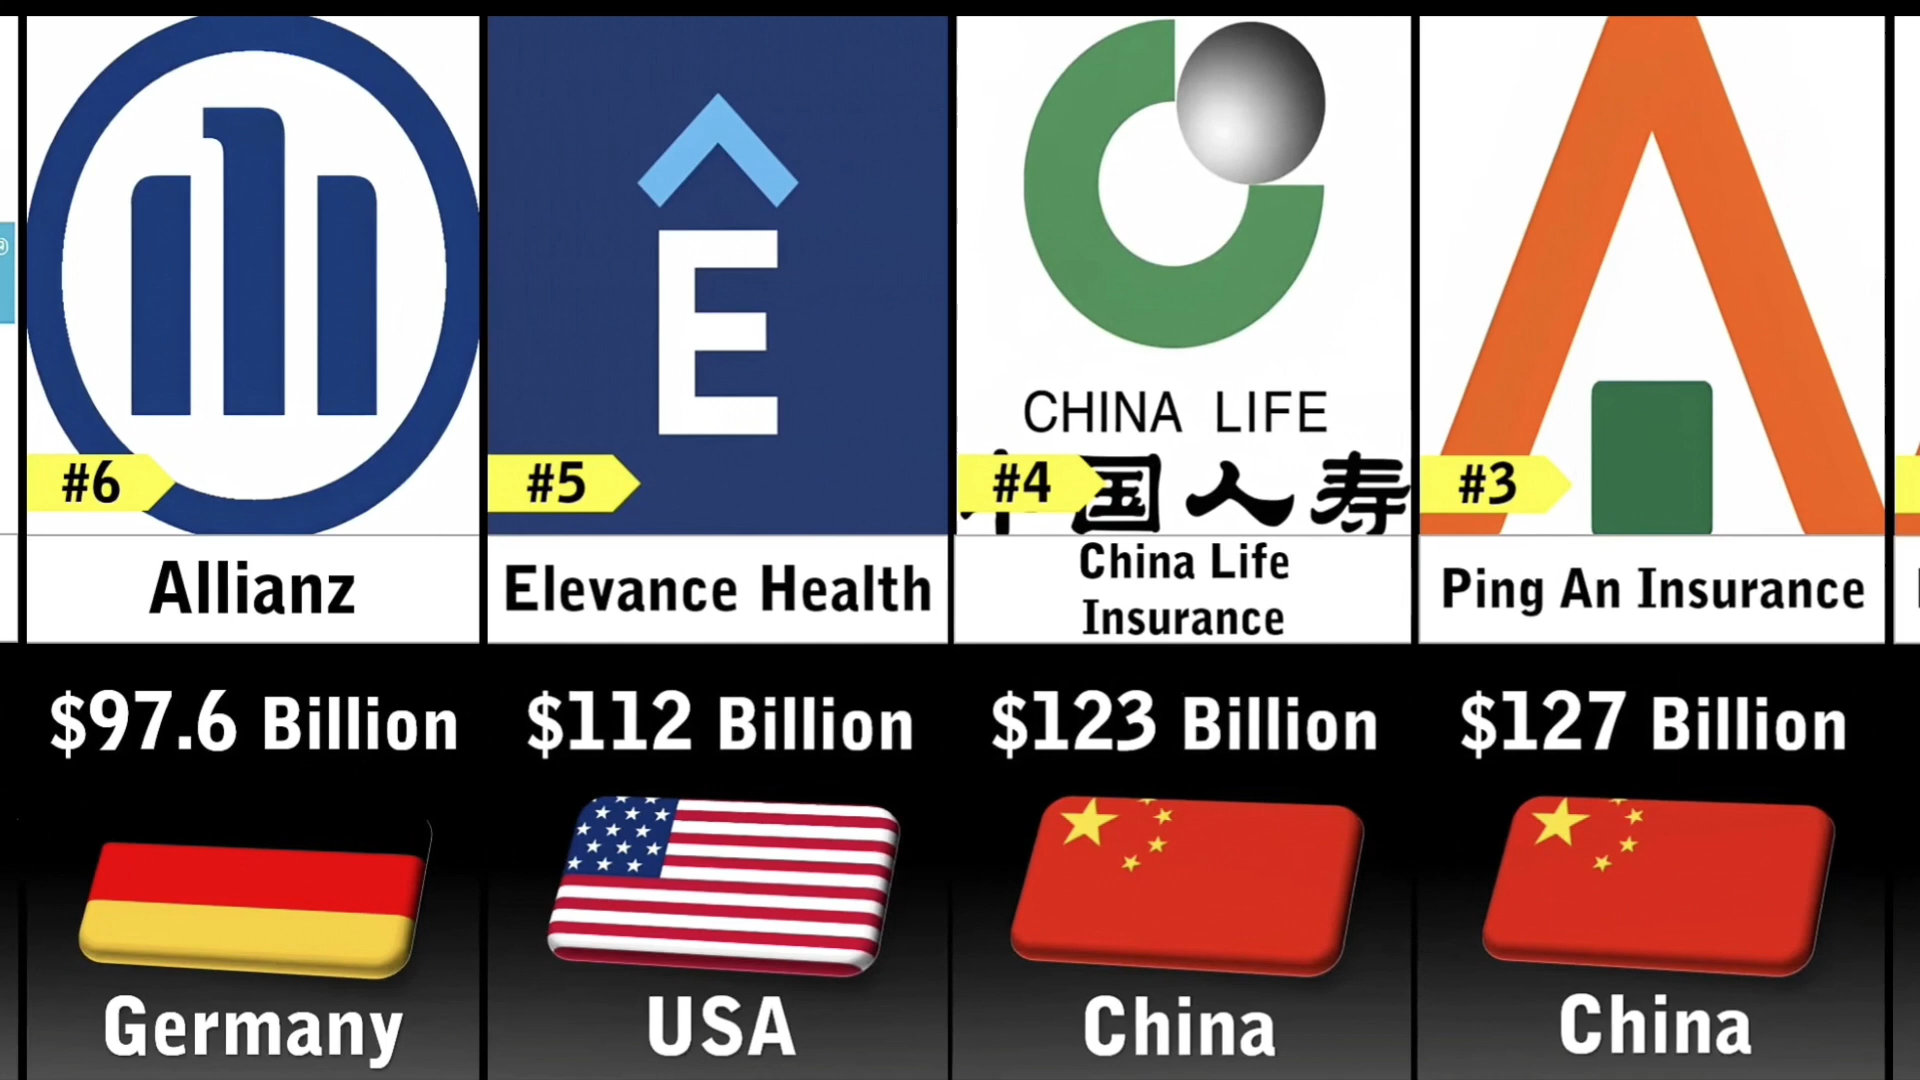 #6
Allianz
$97.6 Billion
Germany
E
#5
Elevance Health
$112 Billion
USA
CHINA LIFE
国人寿
#4
China Life
Insurance
$123 Billion
China
#3
Ping An Insurance
$127 Billion
China